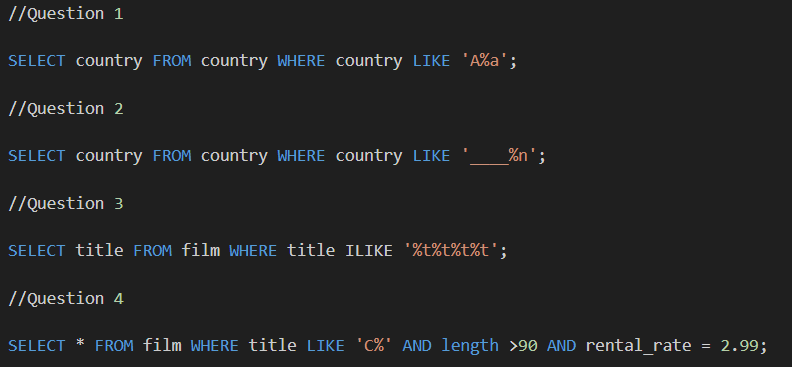 //Question 1
SELECT country FROM country WHERE country LIKE 'A%a';
//Question 2
SELECT country FROM country WHERE country LIKE '____%n';
//Question 3
SELECT title FROM film WHERE title ILIKE '%t%t%t%t';
//Question 4
SELECT * FROM film WHERE title LIKE 'C%' AND length >90 AND rental_rate = 2.99;